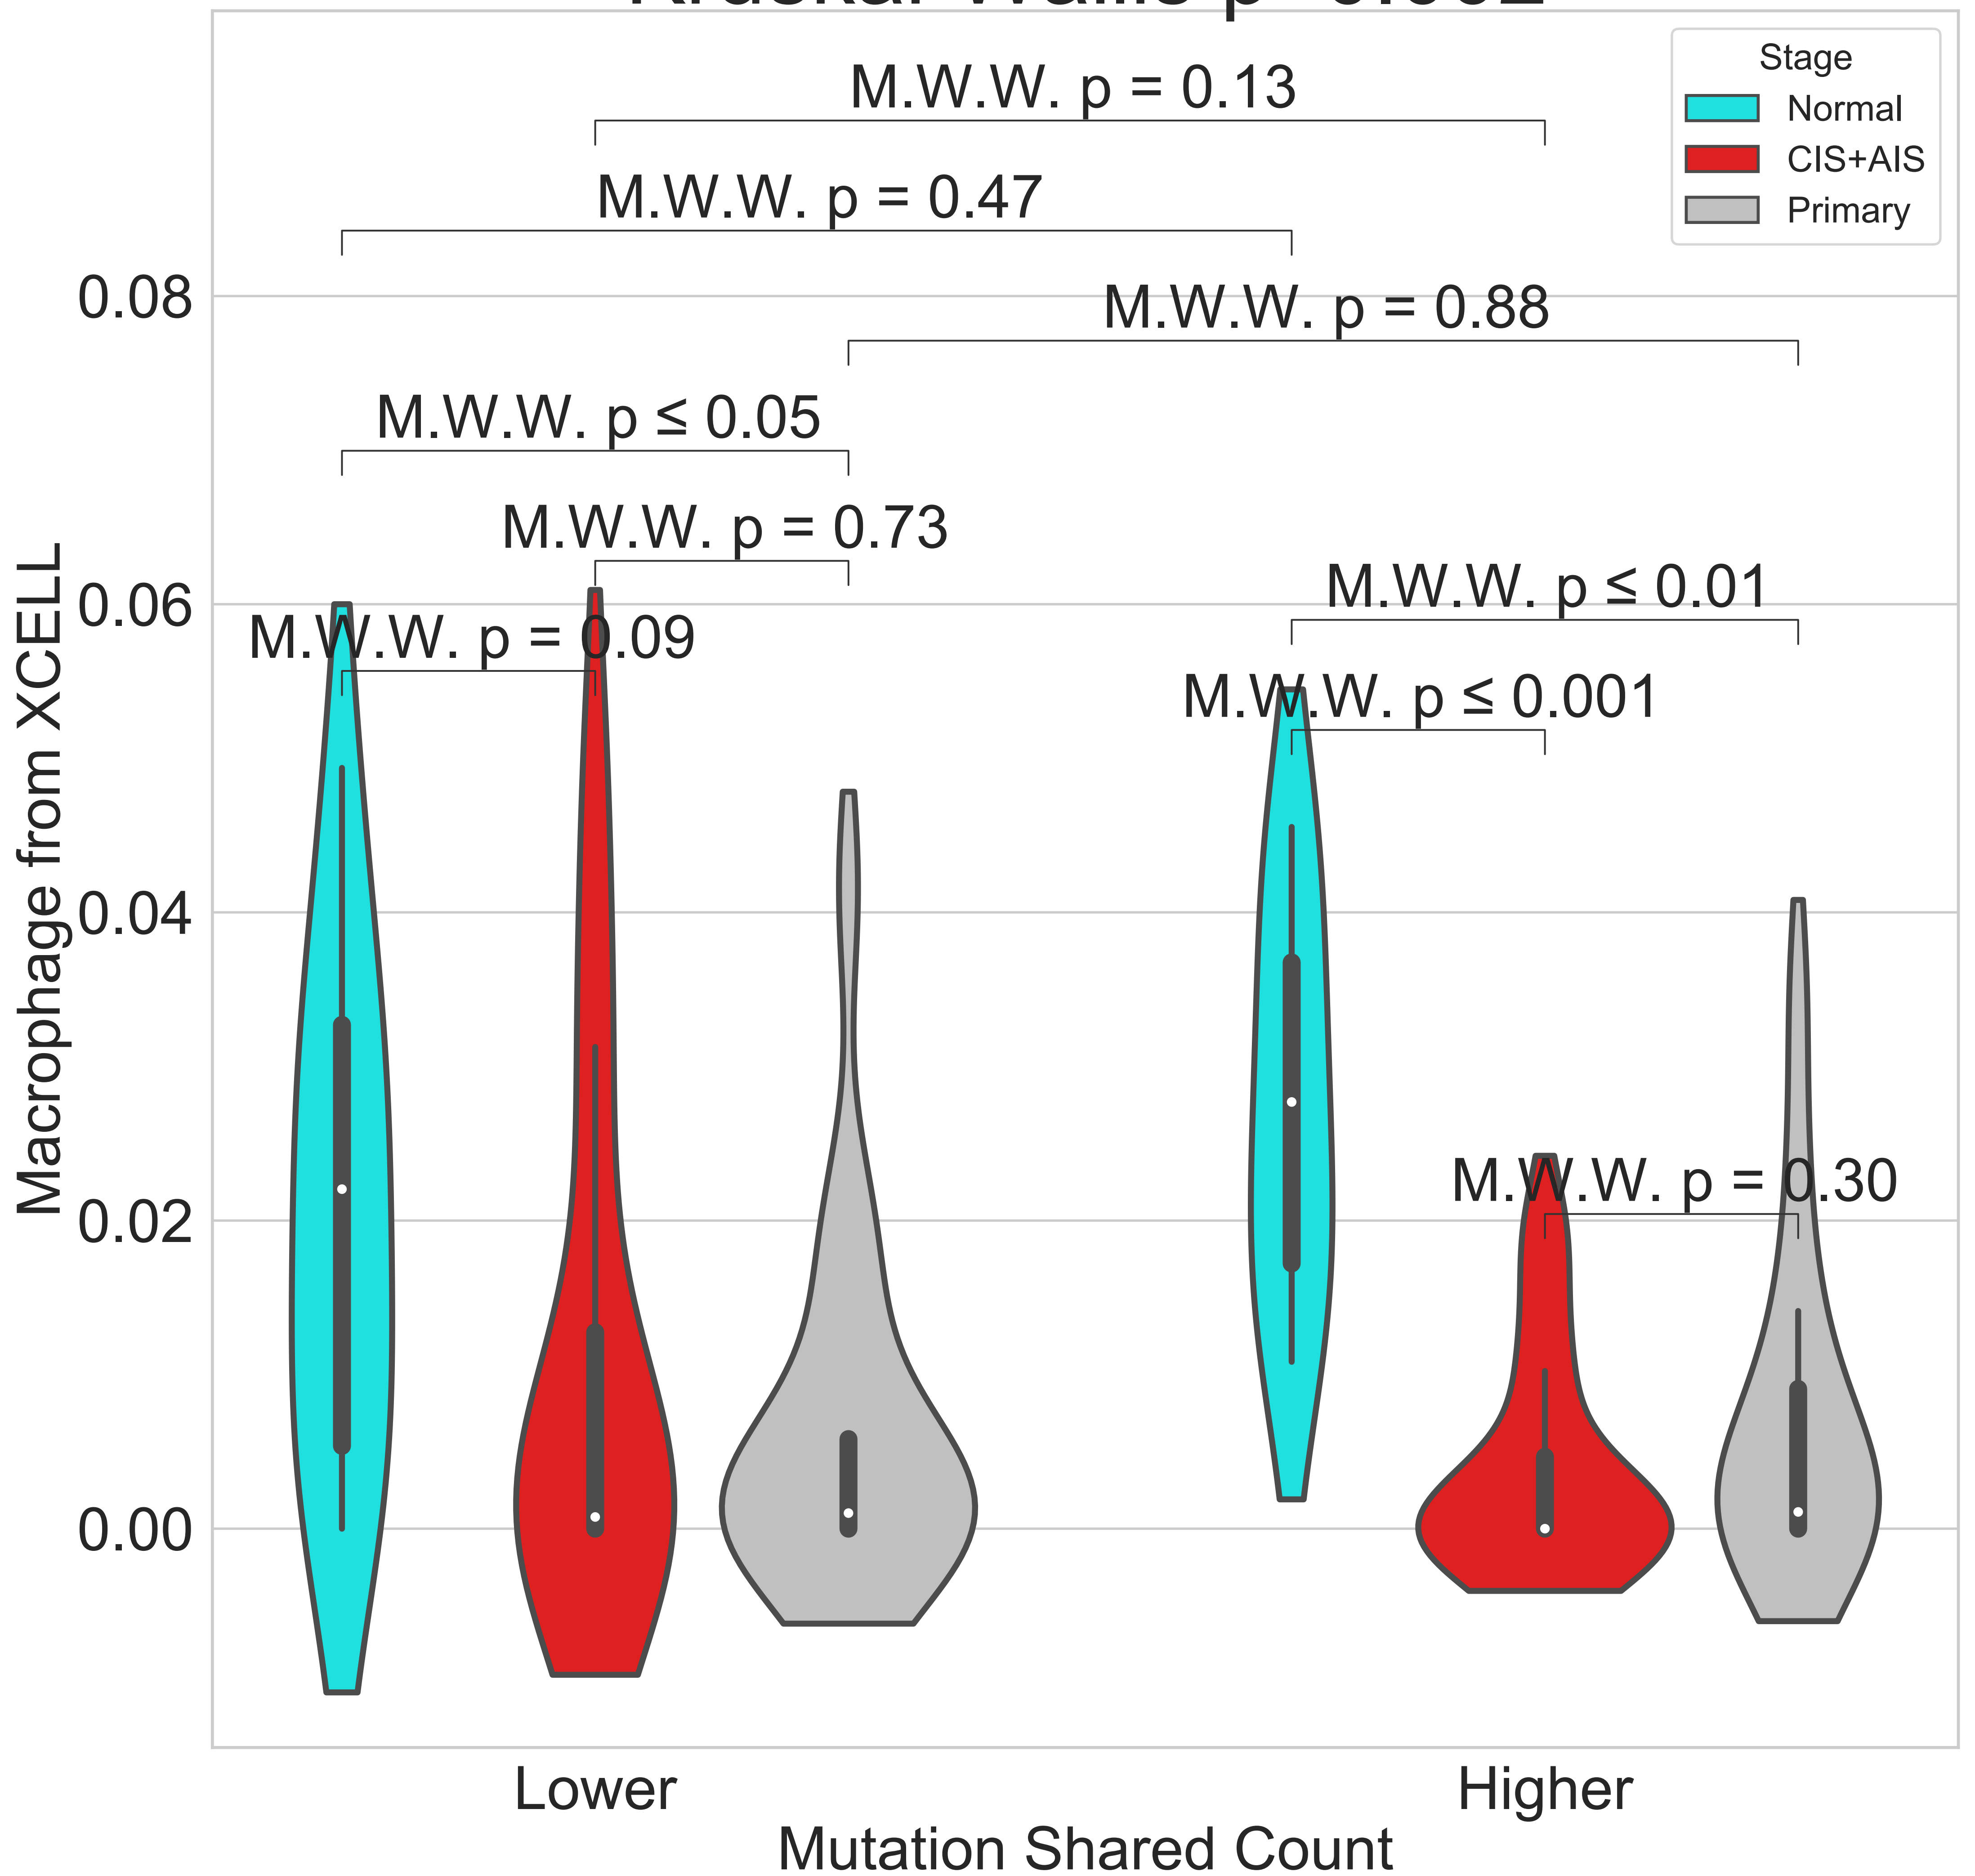 Stage
Normal
CIS+AIS
Primary
M.W.W. p = 0.13
M.W.W. p = 0.47
M.W.W. p = 0.88
M.W.W. p ≤ 0.05
M.W.W. p = 0.73
M.W.W. p = 0.09
M.W.W. p ≤ 0.01
M.W.W. p ≤ 0.001
M.W.W. p = 0.30
Macrophage from XCELL
0.08
0.06
0.04
0.02
0.00
Lower
Higher
Mutation Shared Count